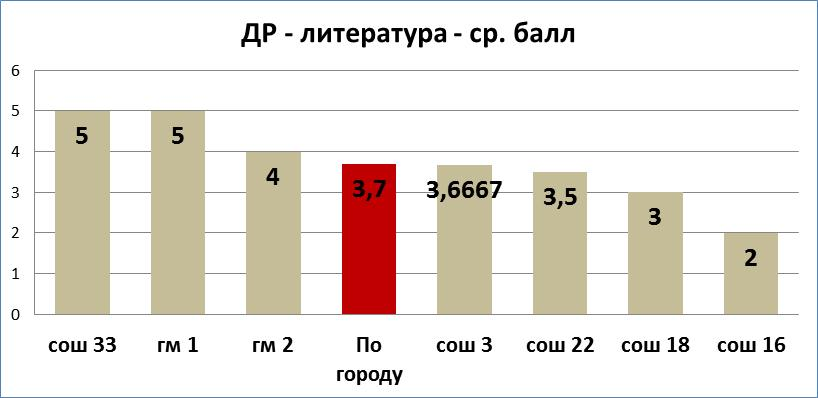 ДР - литература - ср. балл
6
5
4
3
2
1
0
5
5
4
3,7
3,6667
3,5
3
2
сош 33
гм 1
гм 2
По
городу
сош 3
сош 22
сош 18
сош 16